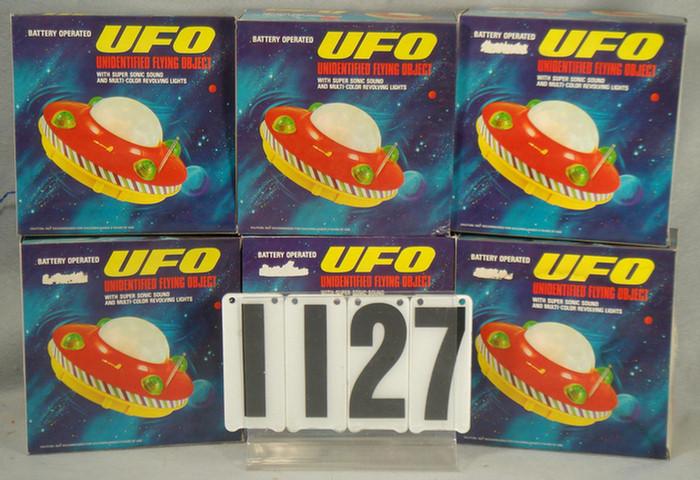 BATTERY OPERATED UFO
UNIDENTIFIED FLYING OBJECT
WITH SUPER SONIC SOUND
AND MULTI-COLOR REVOLVING LIGHTS
BATTERY OPERATED UFO
UNIDENTIFIED FLYING OBJECT
WITH SUPER SONIC SOUND
AND MULTI-COLOR REVOLVING LIGHTS
BATTERY OPERATED UFO
UNIDENTIFIED FLYING OBJECT
WITH SUPER SONIC SOUND
AND MULTI-COLOR REVOLVING LIGHTS
BATTERY OPERATED UFO
UNIDENTIFIED FLYING OBJECT
WITH SUPER SONIC SOUND
AND MULTI-COLOR REVOLVING LIGHTS
BATTERY OPERATED UFO
UNIDENTIFIED FLYING OBJECT
BATTERY OPERATED UFO
UNIDENTIFIED FLYING OBJECT
WITH SUPER SONIC SOUND
AND MULTI-COLOR REVOLVING LIGHTS
1127